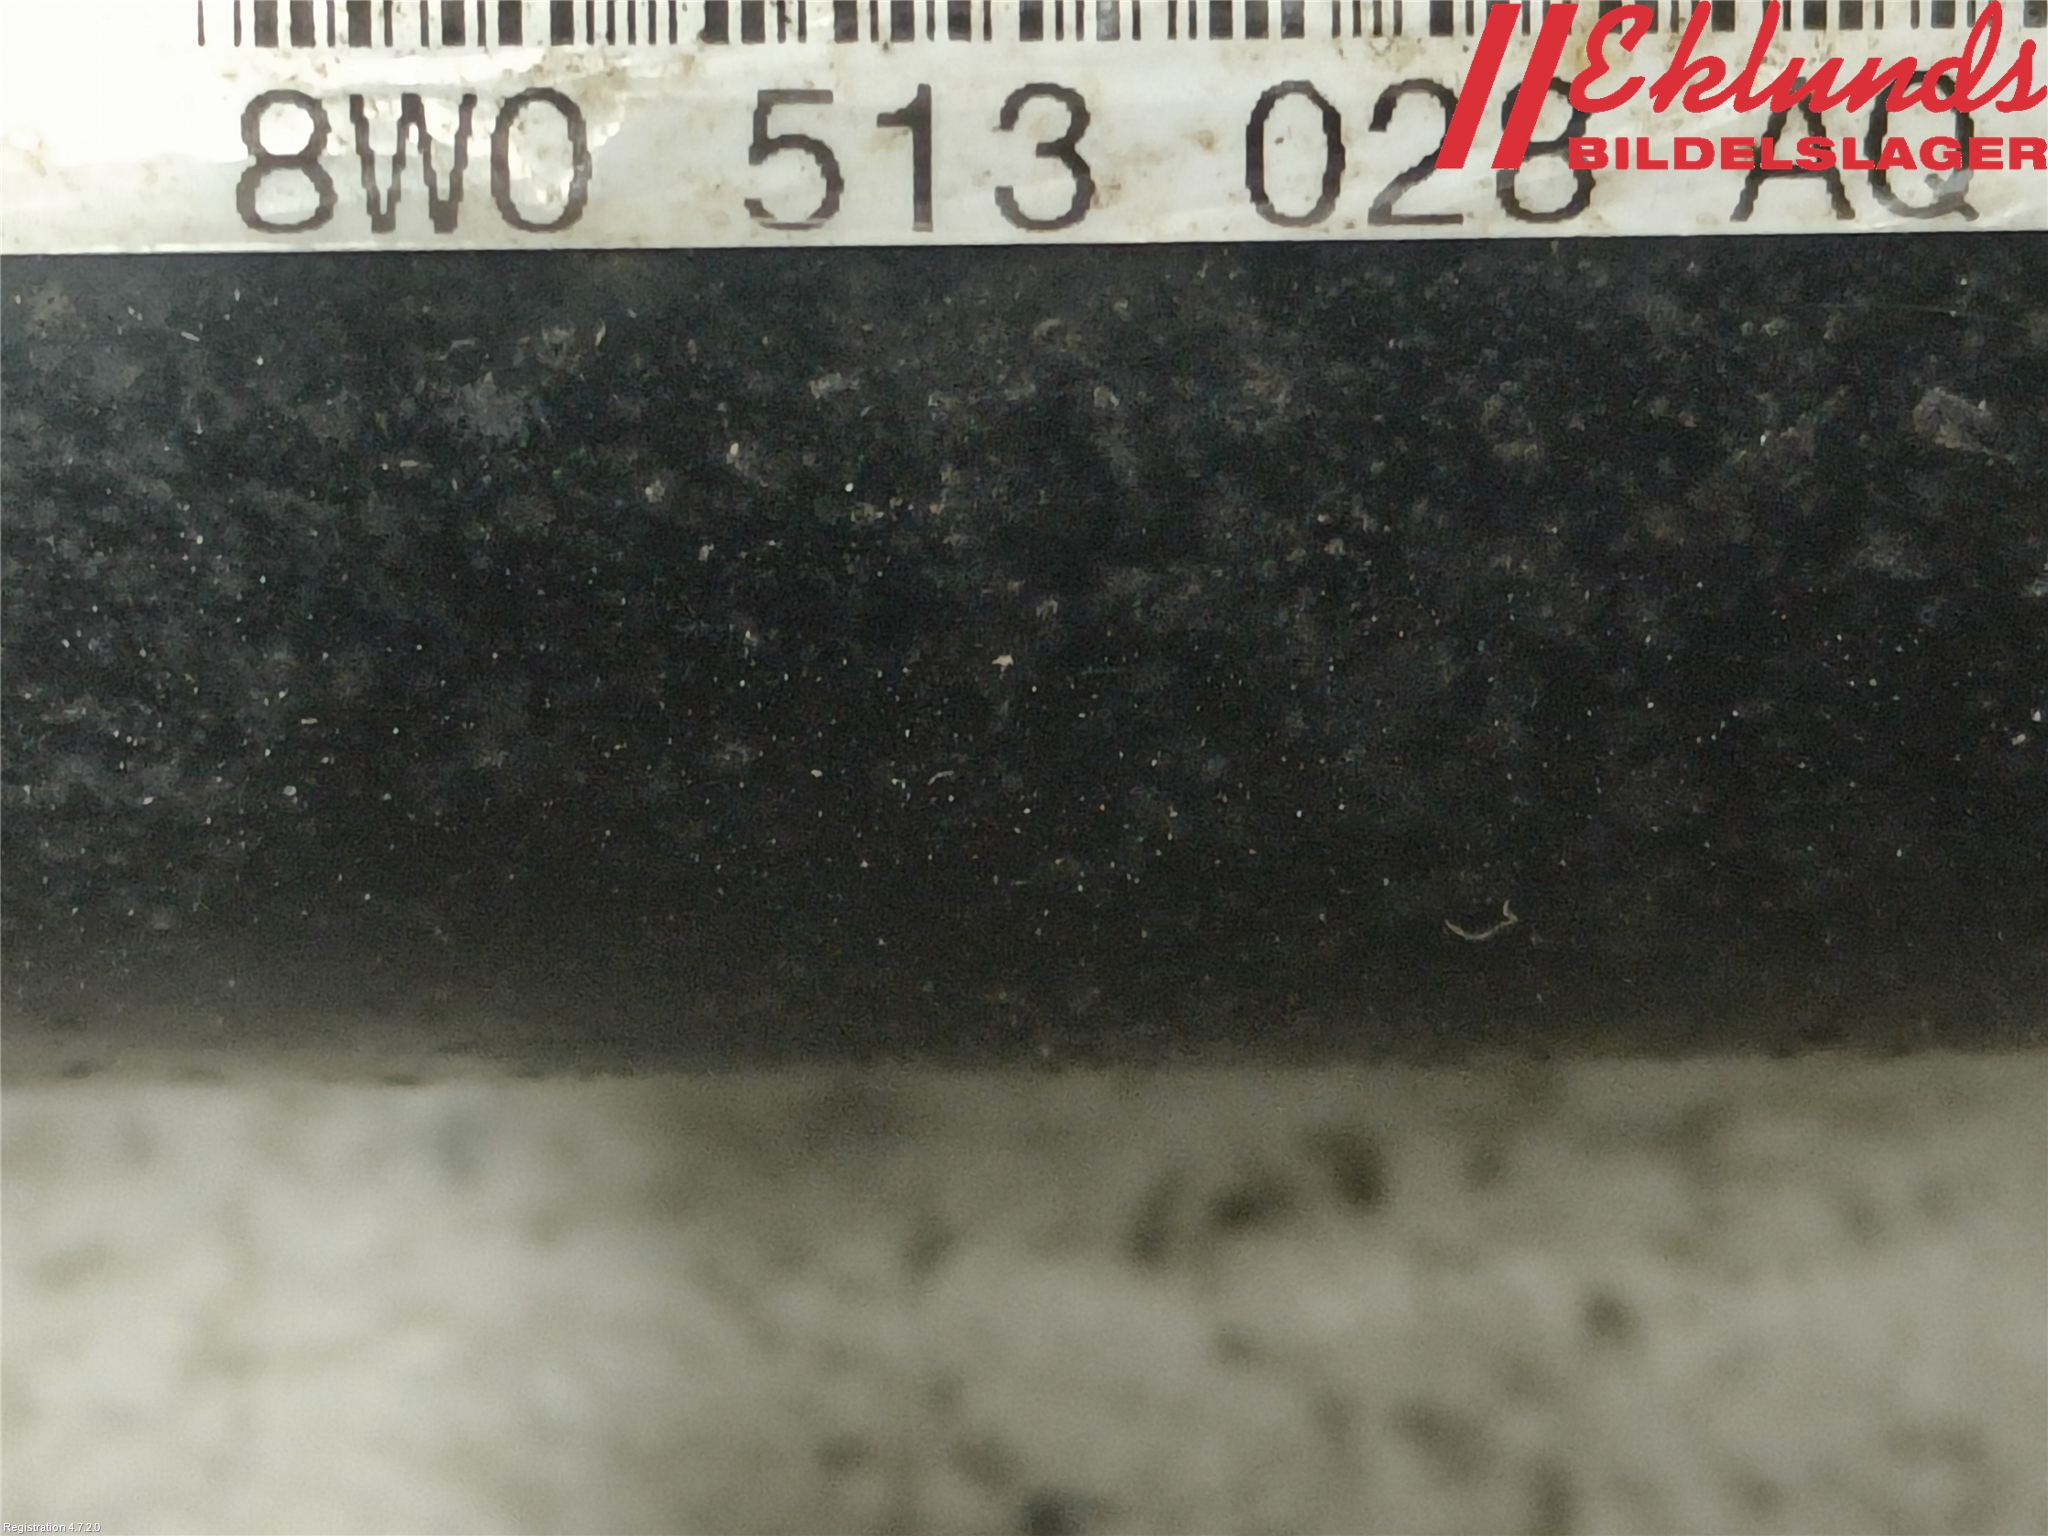 Eklunds
BILDELSLAGER
8W0 513 028 AQ
Registration 4.7.2.0